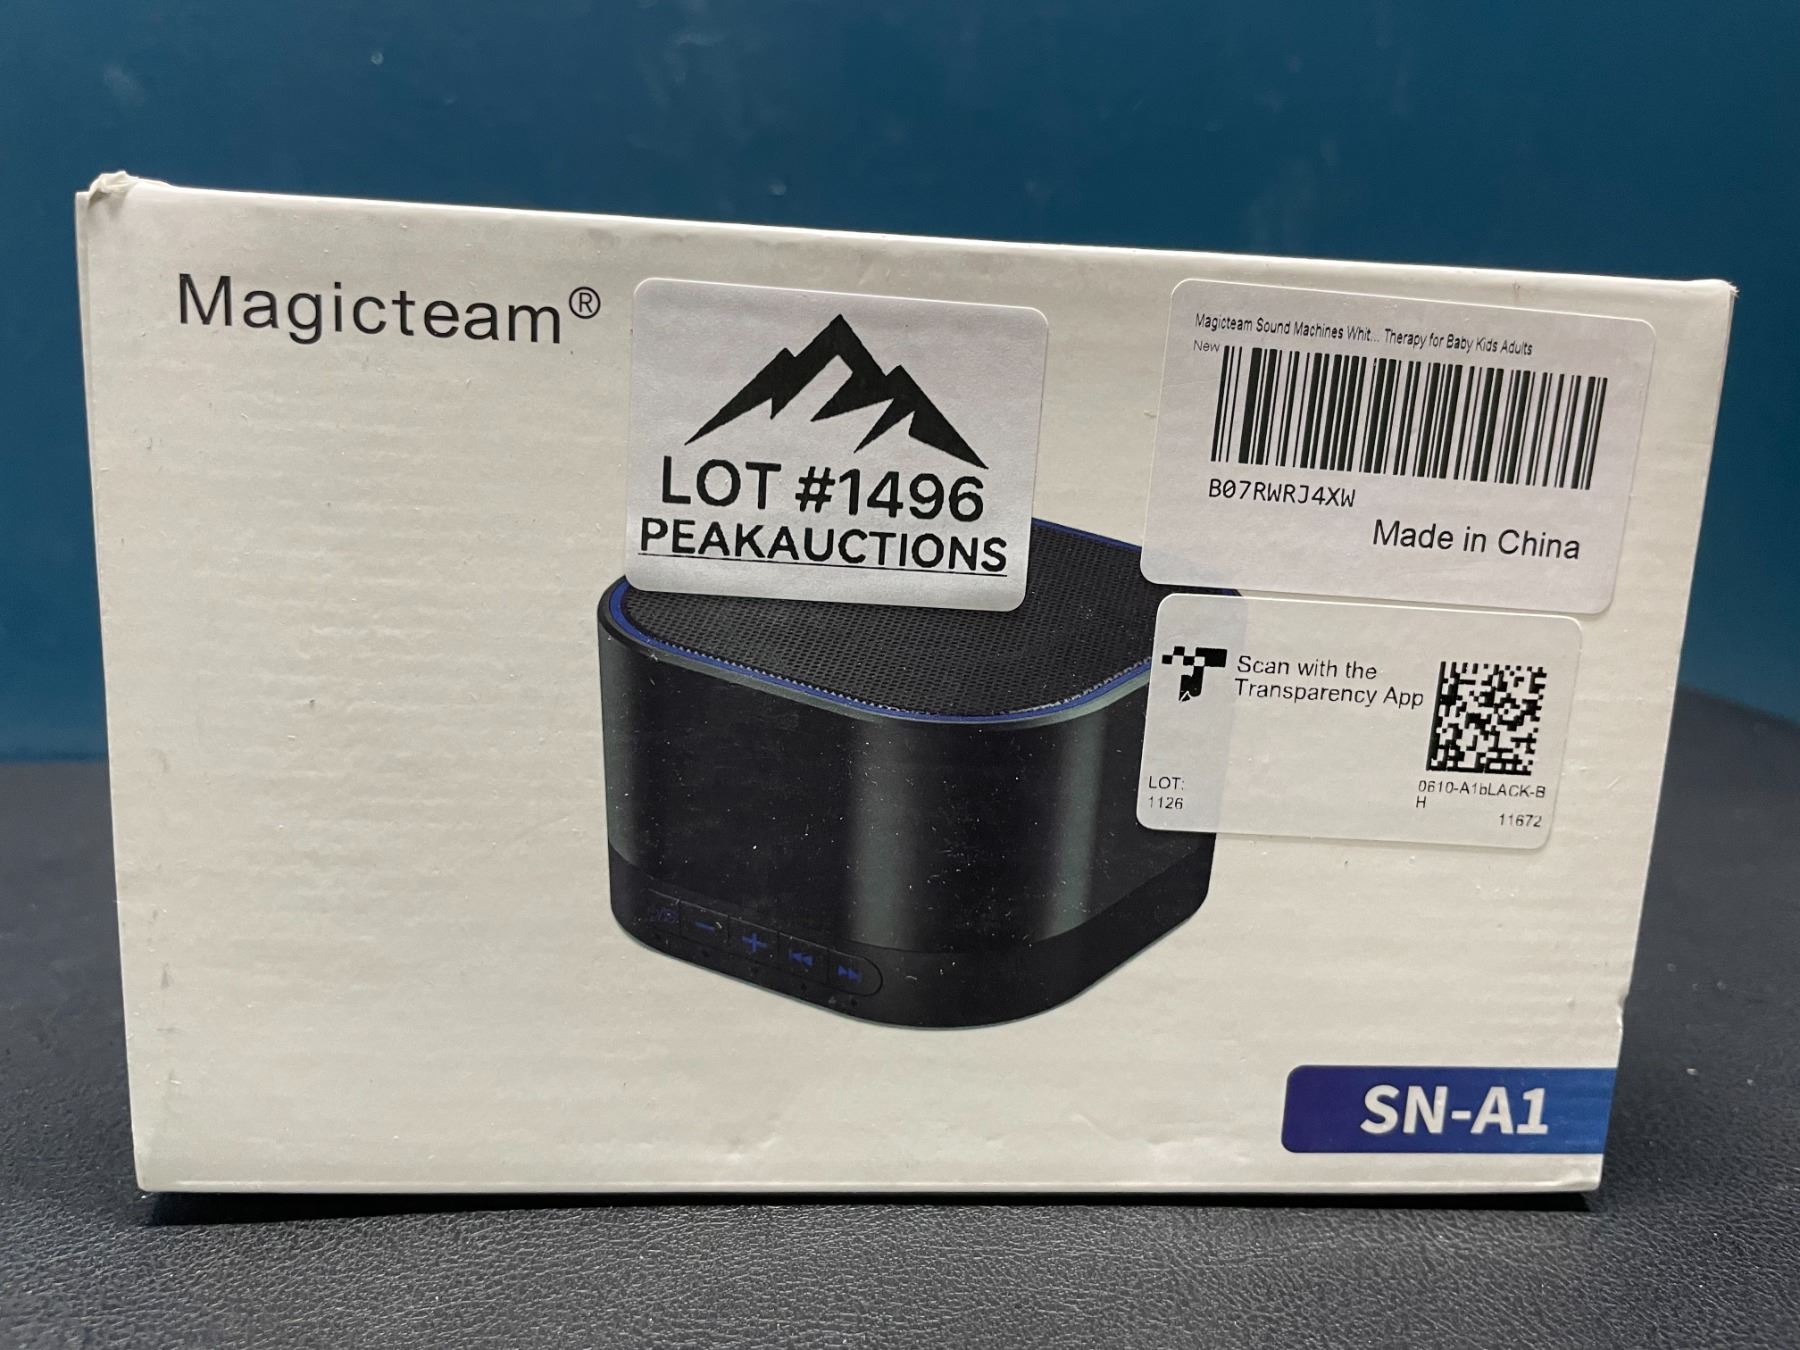 Magicteam®
LOT #1496
PEAKAUCTIONS
Magicteam Sound Machines Whit... Therapy for Baby Kids Adults
New
B07RWRJ4XW
Made in China
Scan with the
Transparency App
LOT:
1126
0610-A1bLACK-B
H
11672
SN-A1